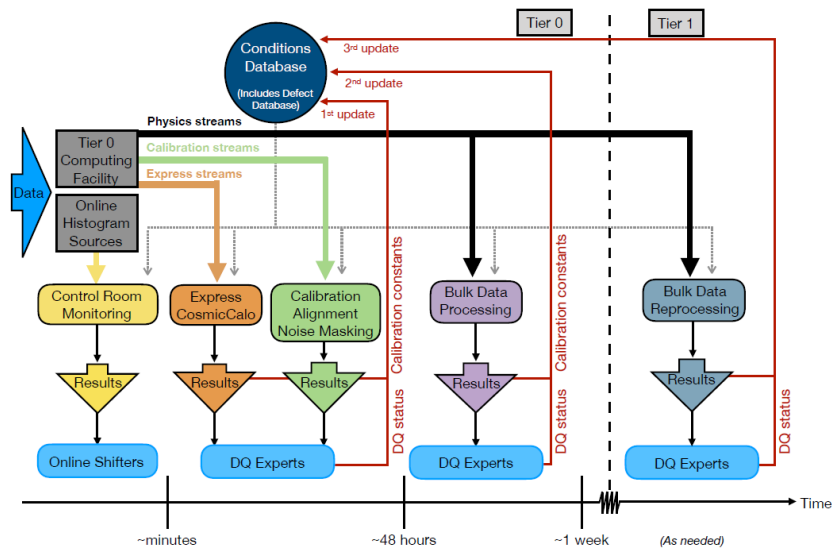 Tier 0
Tier 1
Conditions
Database
(Includes Defect
Database)
3rd update
2nd update
1st update
Physics streams
Calibration streams
Express streams
Data
Tier 0
Computing
Facility
Online
Histogram
Sources
Control Room
Monitoring
Express
CosmicCalo
Calibration
Alignment
Noise Masking
Bulk Data
Processing
Bulk Data
Reprocessing
Calibration constants
Calibration constants
Results
Results
Results
Results
Results
DQ status
DQ status
DQ status
Online Shifters
DQ Experts
DQ Experts
DQ Experts
Time
~minutes
~48 hours
~1 week
(As needed)